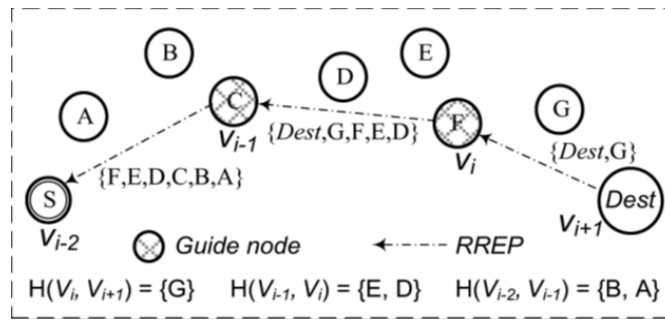 B
E
D
C
A
G
F
V_{i-1}
{Dest,G,F,E,D}
V_i
{Dest,G}
{F,E,D,C,B,A}
S
Dest
V_{i+1}
V_{i-2}
Guide node
RREP
H(V_i, V_{i+1}) = {G} H(V_{i-1}, V_i) = {E, D} H(V_{i-2}, V_{i-1}) = {B, A}